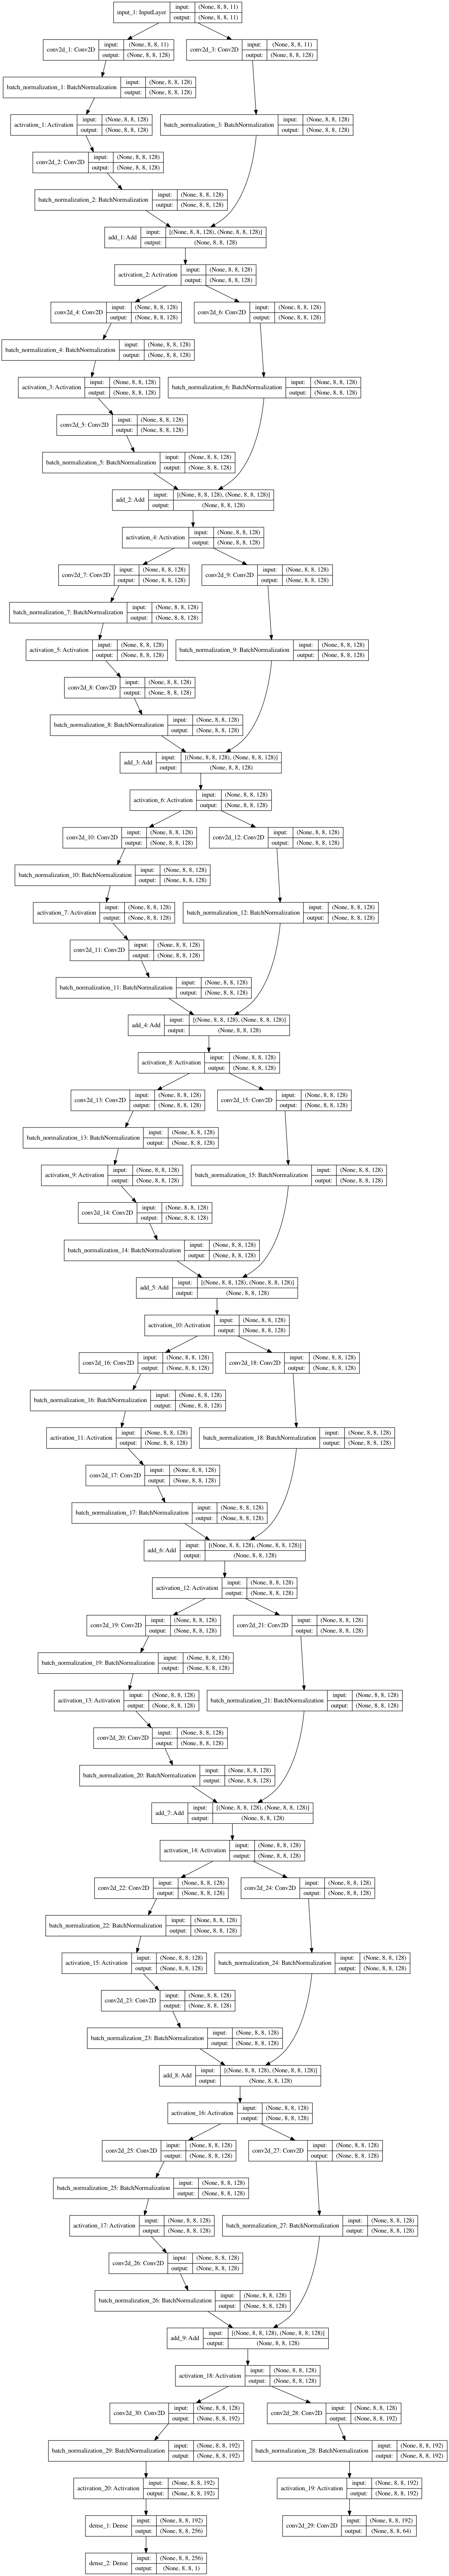 input_1: InputLayer
input: (None, 8, 8, 11)
output: (None, 8, 8, 11)
conv2d_1: Conv2D
input: (None, 8, 8, 11)
output: (None, 8, 8, 128)
conv2d_3: Conv2D
input: (None, 8, 8, 11)
output: (None, 8, 8, 128)
batch_normalization_1: BatchNormalization
input: (None, 8, 8, 128)
output: (None, 8, 8, 128)
activation_1: Activation
input: (None, 8, 8, 128)
output: (None, 8, 8, 128)
batch_normalization_3: BatchNormalization
input: (None, 8, 8, 128)
output: (None, 8, 8, 128)
conv2d_2: Conv2D
input: (None, 8, 8, 128)
output: (None, 8, 8, 128)
batch_normalization_2: BatchNormalization
input: (None, 8, 8, 128)
output: (None, 8, 8, 128)
add_1: Add
input: [(None, 8, 8, 128), (None, 8, 8, 128)]
output: (None, 8, 8, 128)
activation_2: Activation
input: (None, 8, 8, 128)
output: (None, 8, 8, 128)
conv2d_4: Conv2D
input: (None, 8, 8, 128)
output: (None, 8, 8, 128)
conv2d_6: Conv2D
input: (None, 8, 8, 128)
output: (None, 8, 8, 128)
batch_normalization_4: BatchNormalization
input: (None, 8, 8, 128)
output: (None, 8, 8, 128)
activation_3: Activation
input: (None, 8, 8, 128)
output: (None, 8, 8, 128)
batch_normalization_6: BatchNormalization
input: (None, 8, 8, 128)
output: (None, 8, 8, 128)
conv2d_5: Conv2D
input: (None, 8, 8, 128)
output: (None, 8, 8, 128)
batch_normalization_5: BatchNormalization
input: (None, 8, 8, 128)
output: (None, 8, 8, 128)
add_2: Add
input: [(None, 8, 8, 128), (None, 8, 8, 128)]
output: (None, 8, 8, 128)
activation_4: Activation
input: (None, 8, 8, 128)
output: (None, 8, 8, 128)
conv2d_7: Conv2D
input: (None, 8, 8, 128)
output: (None, 8, 8, 128)
conv2d_9: Conv2D
input: (None, 8, 8, 128)
output: (None, 8, 8, 128)
batch_normalization_7: BatchNormalization
input: (None, 8, 8, 128)
output: (None, 8, 8, 128)
activation_5: Activation
input: (None, 8, 8, 128)
output: (None, 8, 8, 128)
batch_normalization_9: BatchNormalization
input: (None, 8, 8, 128)
output: (None, 8, 8, 128)
conv2d_8: Conv2D
input: (None, 8, 8, 128)
output: (None, 8, 8, 128)
batch_normalization_8: BatchNormalization
input: (None, 8, 8, 128)
output: (None, 8, 8, 128)
add_3: Add
input: [(None, 8, 8, 128), (None, 8, 8, 128)]
output: (None, 8, 8, 128)
activation_6: Activation
input: (None, 8, 8, 128)
output: (None, 8, 8, 128)
conv2d_10: Conv2D
input: (None, 8, 8, 128)
output: (None, 8, 8, 128)
conv2d_12: Conv2D
input: (None, 8, 8, 128)
output: (None, 8, 8, 128)
batch_normalization_10: BatchNormalization
input: (None, 8, 8, 128)
output: (None, 8, 8, 128)
activation_7: Activation
input: (None, 8, 8, 128)
output: (None, 8, 8, 128)
batch_normalization_12: BatchNormalization
input: (None, 8, 8, 128)
output: (None, 8, 8, 128)
conv2d_11: Conv2D
input: (None, 8, 8, 128)
output: (None, 8, 8, 128)
batch_normalization_11: BatchNormalization
input: (None, 8, 8, 128)
output: (None, 8, 8, 128)
add_4: Add
input: [(None, 8, 8, 128), (None, 8, 8, 128)]
output: (None, 8, 8, 128)
activation_8: Activation
input: (None, 8, 8, 128)
output: (None, 8, 8, 128)
conv2d_13: Conv2D
input: (None, 8, 8, 128)
output: (None, 8, 8, 128)
conv2d_15: Conv2D
input: (None, 8, 8, 128)
output: (None, 8, 8, 128)
batch_normalization_13: BatchNormalization
input: (None, 8, 8, 128)
output: (None, 8, 8, 128)
activation_9: Activation
input: (None, 8, 8, 128)
output: (None, 8, 8, 128)
batch_normalization_15: BatchNormalization
input: (None, 8, 8, 128)
output: (None, 8, 8, 128)
conv2d_14: Conv2D
input: (None, 8, 8, 128)
output: (None, 8, 8, 128)
batch_normalization_14: BatchNormalization
input: (None, 8, 8, 128)
output: (None, 8, 8, 128)
add_5: Add
input: [(None, 8, 8, 128), (None, 8, 8, 128)]
output: (None, 8, 8, 128)
activation_10: Activation
input: (None, 8, 8, 128)
output: (None, 8, 8, 128)
conv2d_16: Conv2D
input: (None, 8, 8, 128)
output: (None, 8, 8, 128)
conv2d_18: Conv2D
input: (None, 8, 8, 128)
output: (None, 8, 8, 128)
batch_normalization_16: BatchNormalization
input: (None, 8, 8, 128)
output: (None, 8, 8, 128)
activation_11: Activation
input: (None, 8, 8, 128)
output: (None, 8, 8, 128)
batch_normalization_18: BatchNormalization
input: (None, 8, 8, 128)
output: (None, 8, 8, 128)
conv2d_17: Conv2D
input: (None, 8, 8, 128)
output: (None, 8, 8, 128)
batch_normalization_17: BatchNormalization
input: (None, 8, 8, 128)
output: (None, 8, 8, 128)
add_6: Add
input: [(None, 8, 8, 128), (None, 8, 8, 128)]
output: (None, 8, 8, 128)
activation_12: Activation
input: (None, 8, 8, 128)
output: (None, 8, 8, 128)
conv2d_19: Conv2D
input: (None, 8, 8, 128)
output: (None, 8, 8, 128)
conv2d_21: Conv2D
input: (None, 8, 8, 128)
output: (None, 8, 8, 128)
batch_normalization_19: BatchNormalization
input: (None, 8, 8, 128)
output: (None, 8, 8, 128)
activation_13: Activation
input: (None, 8, 8, 128)
output: (None, 8, 8, 128)
batch_normalization_21: BatchNormalization
input: (None, 8, 8, 128)
output: (None, 8, 8, 128)
conv2d_20: Conv2D
input: (None, 8, 8, 128)
output: (None, 8, 8, 128)
batch_normalization_20: BatchNormalization
input: (None, 8, 8, 128)
output: (None, 8, 8, 128)
add_7: Add
input: [(None, 8, 8, 128), (None, 8, 8, 128)]
output: (None, 8, 8, 128)
activation_14: Activation
input: (None, 8, 8, 128)
output: (None, 8, 8, 128)
conv2d_22: Conv2D
input: (None, 8, 8, 128)
output: (None, 8, 8, 128)
conv2d_24: Conv2D
input: (None, 8, 8, 128)
output: (None, 8, 8, 128)
batch_normalization_22: BatchNormalization
input: (None, 8, 8, 128)
output: (None, 8, 8, 128)
activation_15: Activation
input: (None, 8, 8, 128)
output: (None, 8, 8, 128)
batch_normalization_24: BatchNormalization
input: (None, 8, 8, 128)
output: (None, 8, 8, 128)
conv2d_23: Conv2D
input: (None, 8, 8, 128)
output: (None, 8, 8, 128)
batch_normalization_23: BatchNormalization
input: (None, 8, 8, 128)
output: (None, 8, 8, 128)
add_8: Add
input: [(None, 8, 8, 128), (None, 8, 8, 128)]
output: (None, 8, 8, 128)
activation_16: Activation
input: (None, 8, 8, 128)
output: (None, 8, 8, 128)
conv2d_25: Conv2D
input: (None, 8, 8, 128)
output: (None, 8, 8, 128)
conv2d_27: Conv2D
input: (None, 8, 8, 128)
output: (None, 8, 8, 128)
batch_normalization_25: BatchNormalization
input: (None, 8, 8, 128)
output: (None, 8, 8, 128)
activation_17: Activation
input: (None, 8, 8, 128)
output: (None, 8, 8, 128)
batch_normalization_27: BatchNormalization
input: (None, 8, 8, 128)
output: (None, 8, 8, 128)
conv2d_26: Conv2D
input: (None, 8, 8, 128)
output: (None, 8, 8, 128)
batch_normalization_26: BatchNormalization
input: (None, 8, 8, 128)
output: (None, 8, 8, 128)
add_9: Add
input: [(None, 8, 8, 128), (None, 8, 8, 128)]
output: (None, 8, 8, 128)
activation_18: Activation
input: (None, 8, 8, 128)
output: (None, 8, 8, 128)
conv2d_30: Conv2D
input: (None, 8, 8, 128)
output: (None, 8, 8, 192)
conv2d_28: Conv2D
input: (None, 8, 8, 128)
output: (None, 8, 8, 192)
batch_normalization_29: BatchNormalization
input: (None, 8, 8, 192)
output: (None, 8, 8, 192)
batch_normalization_28: BatchNormalization
input: (None, 8, 8, 192)
output: (None, 8, 8, 192)
activation_20: Activation
input: (None, 8, 8, 192)
output: (None, 8, 8, 192)
activation_19: Activation
input: (None, 8, 8, 192)
output: (None, 8, 8, 192)
dense_1: Dense
input: (None, 8, 8, 192)
output: (None, 8, 8, 256)
conv2d_29: Conv2D
input: (None, 8, 8, 192)
output: (None, 8, 8, 64)
dense_2: Dense
input: (None, 8, 8, 256)
output: (None, 8, 8, 1)